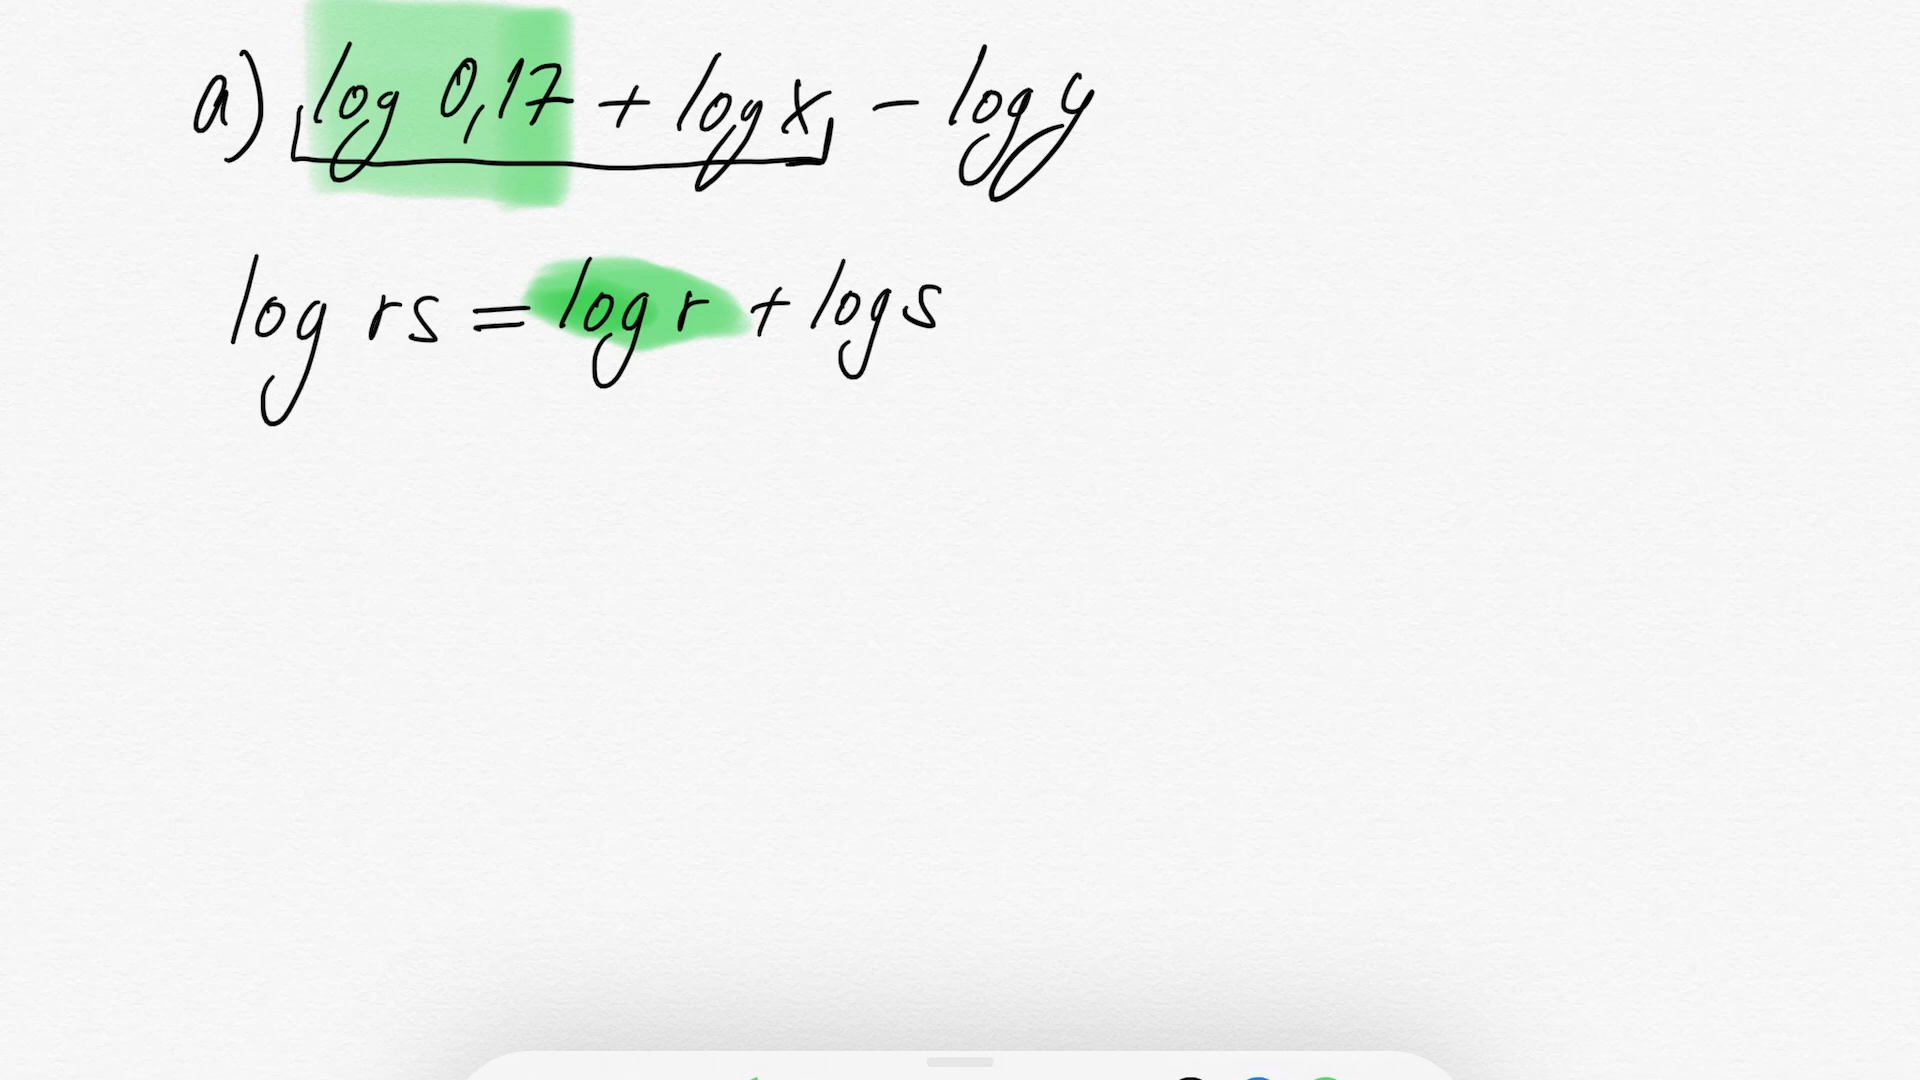 a) log 0,17 + log x - log y
log rs = log r + log s